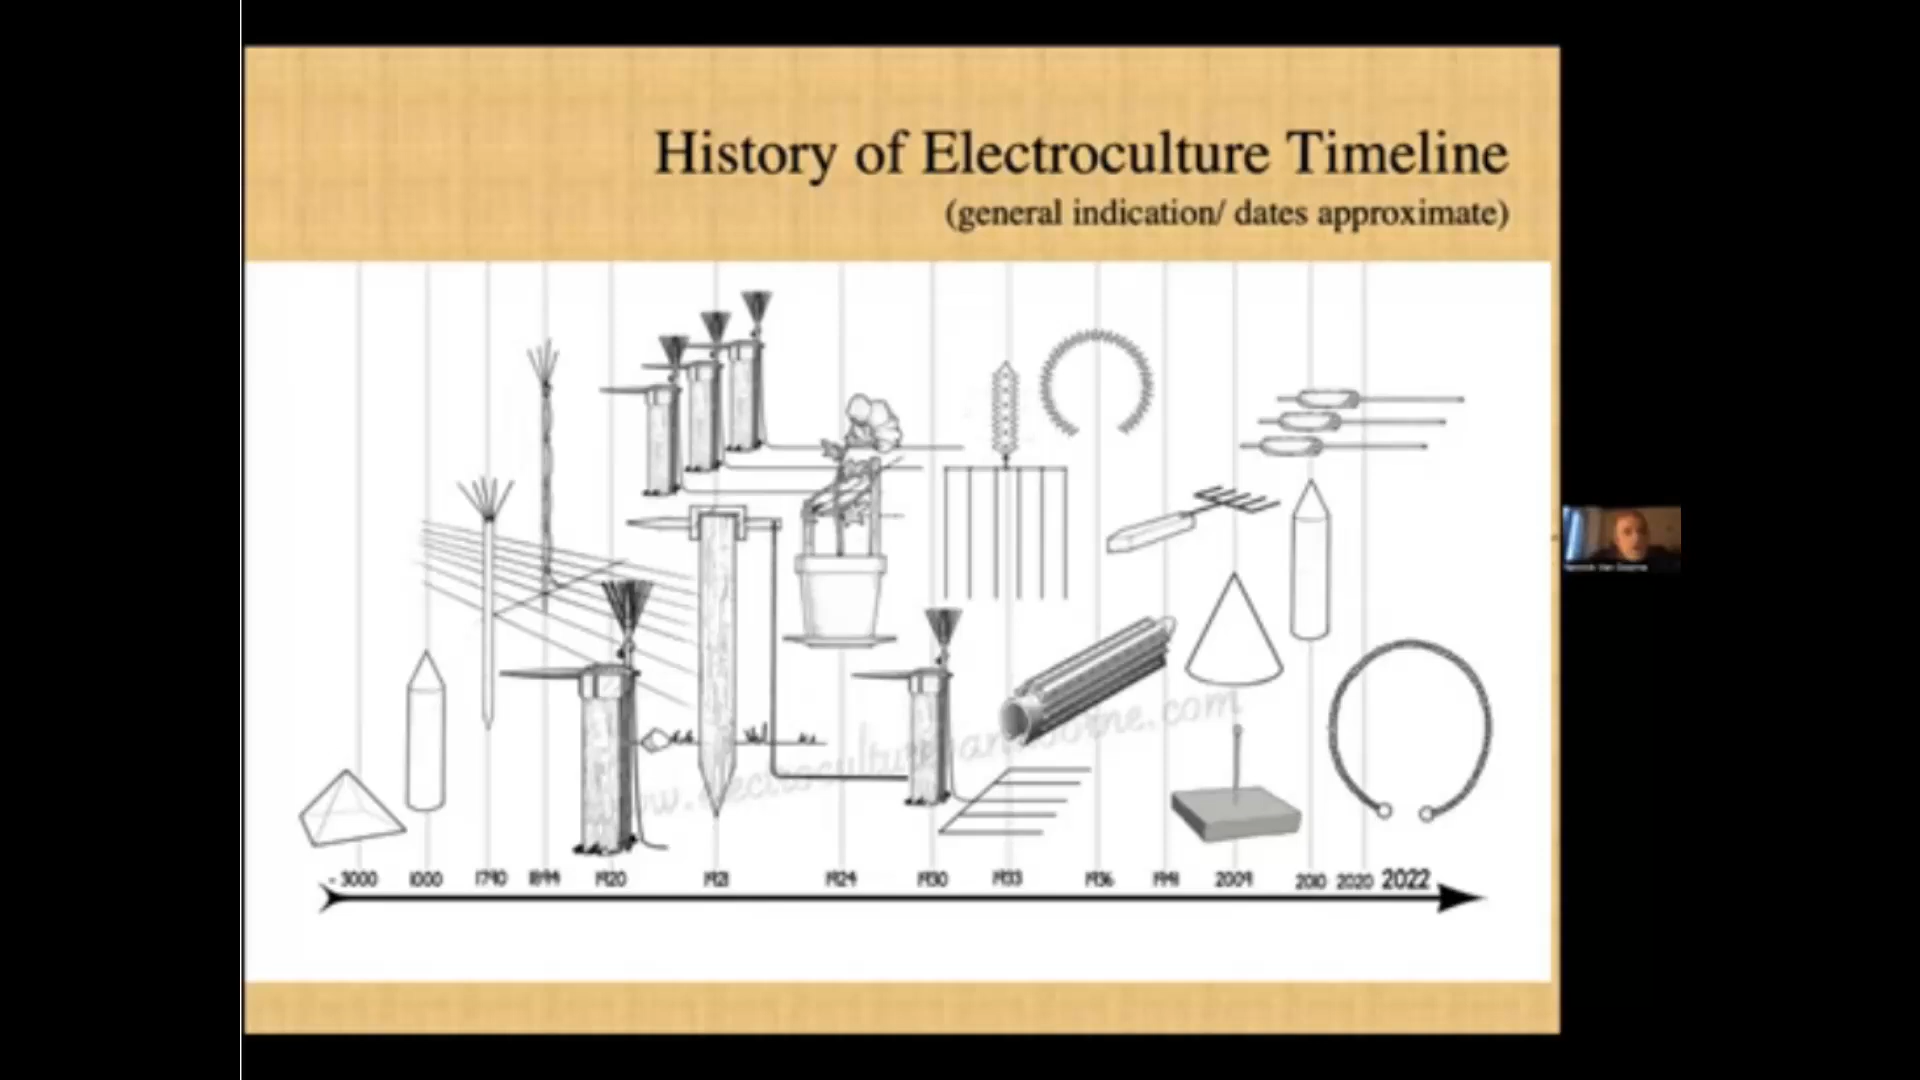 History of Electroculture Timeline
(general indication/ dates approximate)
- 3000 1000 1790 1894 1920 1921 1924 1930 1933 1936 1941 2009 2010 2020 2022